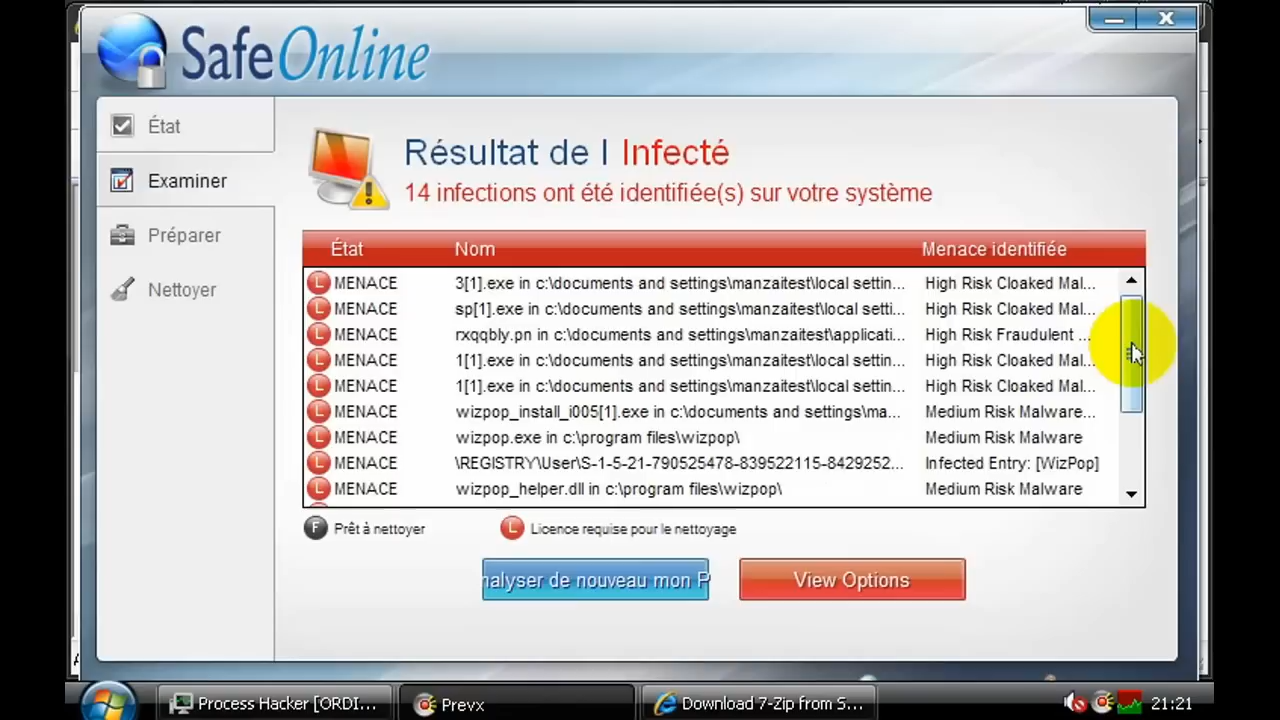 SafeOnline
État
Examiner
Préparer
Nettoyer
Résultat de l Infecté
14 infections ont été identifiée(s) sur votre système
État Nom Menace identifiée
MENACE 3[1].exe in c:\documents and settings\manzaitest\local settin... High Risk Cloaked Mal...
MENACE sp[1].exe in c:\documents and settings\manzaitest\local settin... High Risk Cloaked Mal...
MENACE rxqqbly.pn in c:\documents and settings\manzaitest\applicati... High Risk Fraudulent ...
MENACE 1[1].exe in c:\documents and settings\manzaitest\local settin... High Risk Cloaked Mal...
MENACE 1[1].exe in c:\documents and settings\manzaitest\local settin... High Risk Cloaked Mal...
MENACE wizpop_install_i005[1].exe in c:\documents and settings\ma... Medium Risk Malware...
MENACE wizpop.exe in c:\program files\wizpop\ Medium Risk Malware
MENACE \REGISTRY\User\S-1-5-21-790525478-839522115-8429252... Infected Entry: [WizPop]
MENACE wizpop_helper.dll in c:\program files\wizpop\ Medium Risk Malware
F Prêt à nettoyer L Licence requise pour le nettoyage
nalyser de nouveau mon P View Options
Process Hacker [ORDI... Prevx Download 7-Zip from S... 21:21